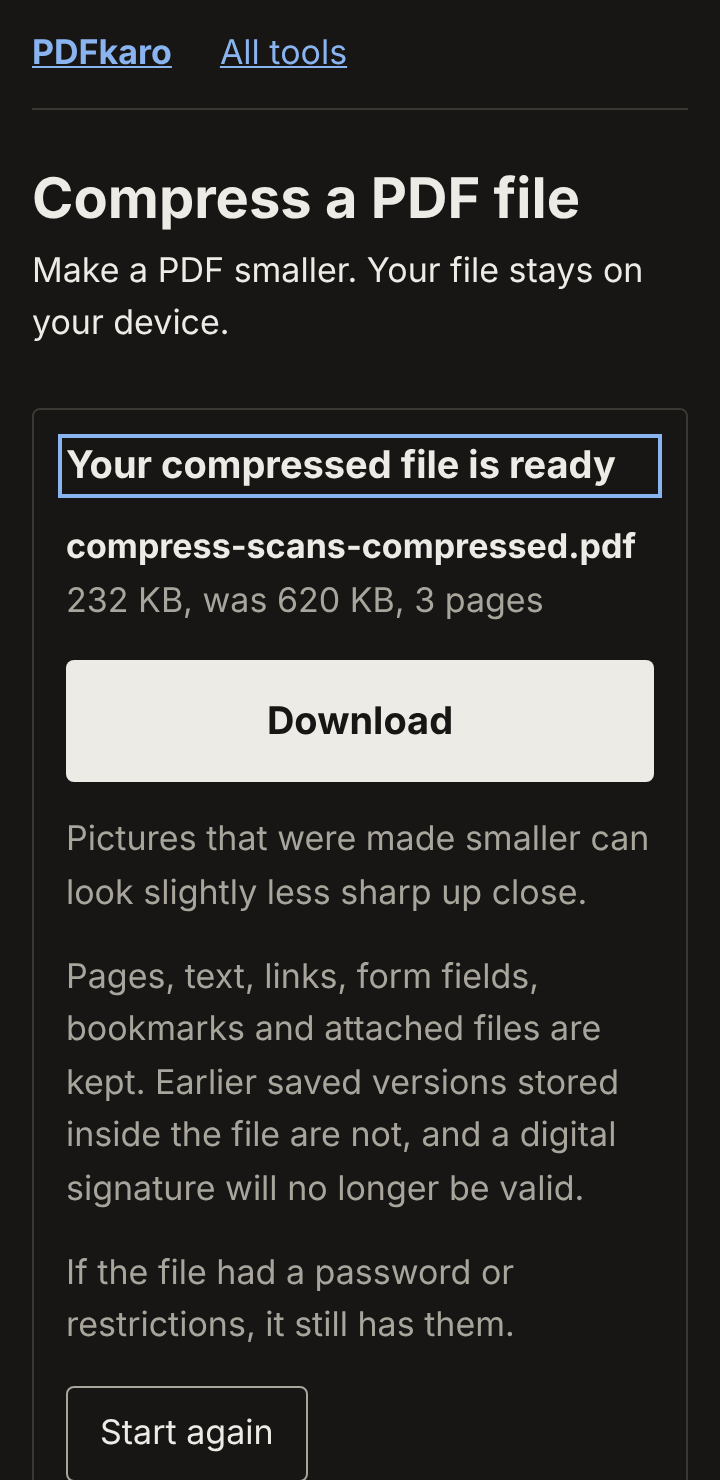 PDFkaro All tools
Compress a PDF file
Make a PDF smaller. Your file stays on
your device.
Your compressed file is ready
compress-scans-compressed.pdf
232 KB, was 620 KB, 3 pages
Download
Pictures that were made smaller can
look slightly less sharp up close.
Pages, text, links, form fields,
bookmarks and attached files are
kept. Earlier saved versions stored
inside the file are not, and a digital
signature will no longer be valid.
If the file had a password or
restrictions, it still has them.
Start again